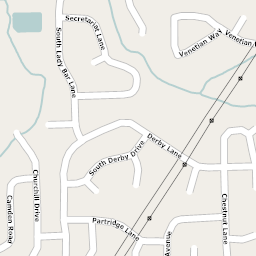 Secretariat Lane
South Lady Bar Lane
Venetian Way
Venetian
Derby Lane
South Derby Drive
Churchill Drive
Camden Road
Partridge Lane
Chestnut Lane